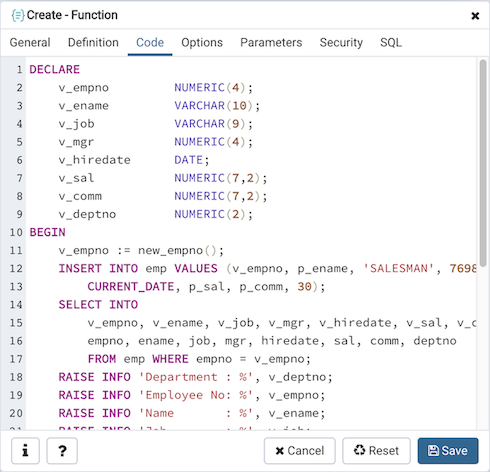 Create - Function
General Definition Code Options Parameters Security SQL
1 DECLARE
2 v_empno NUMERIC(4);
3 v_ename VARCHAR(10);
4 v_job VARCHAR(9);
5 v_mgr NUMERIC(4);
6 v_hiredate DATE;
7 v_sal NUMERIC(7,2);
8 v_comm NUMERIC(7,2);
9 v_deptno NUMERIC(2);
10 BEGIN
11 v_empno := new_empno();
12 INSERT INTO emp VALUES (v_empno, p_ename, 'SALESMAN', 7698
13 CURRENT_DATE, p_sal, p_comm, 30);
14 SELECT INTO
15 v_empno, v_ename, v_job, v_mgr, v_hiredate, v_sal, v_c
16 empno, ename, job, mgr, hiredate, sal, comm, deptno
17 FROM emp WHERE empno = v_empno;
18 RAISE INFO 'Department : %', v_deptno;
19 RAISE INFO 'Employee No: %', v_empno;
20 RAISE INFO 'Name : %', v_ename;
21 RAISE INFO 'Job : %', v_job;
i ? Cancel Reset Save